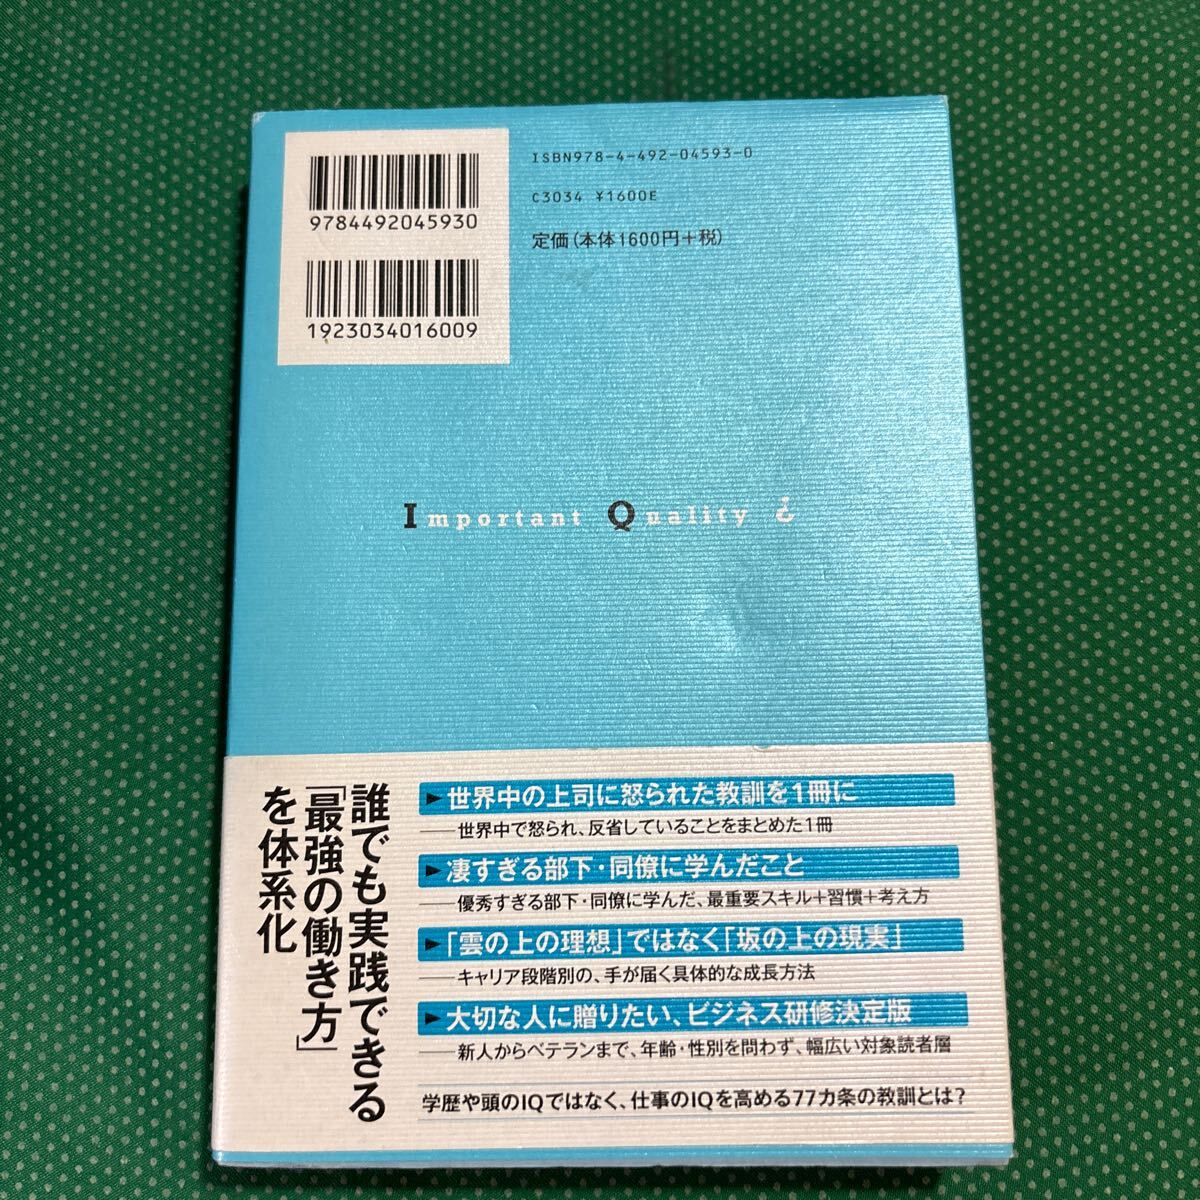 9784492045930
1923034016009
ISBN978-4-492-04593-0
C3034 ¥1600E
定価(本体1600円+税)
Important Quality ¿
誰でも実践できる
「最強の働き方」
を体系化
▶世界中の上司に怒られた教訓を1冊に
──世界中で怒られ、反省していることをまとめた1冊
▶凄すぎる部下・同僚に学んだこと
──優秀すぎる部下・同僚に学んだ、最重要スキル+習慣+考え方
▶「雲の上の理想」ではなく「坂の上の現実」
──キャリア段階別の、手が届く具体的な成長方法
▶大切な人に贈りたい、ビジネス研修決定版
──新人からベテランまで、年齢・性別を問わず、幅広い対象読者層
学歴や頭のIQではなく、仕事のIQを高める77カ条の教訓とは?